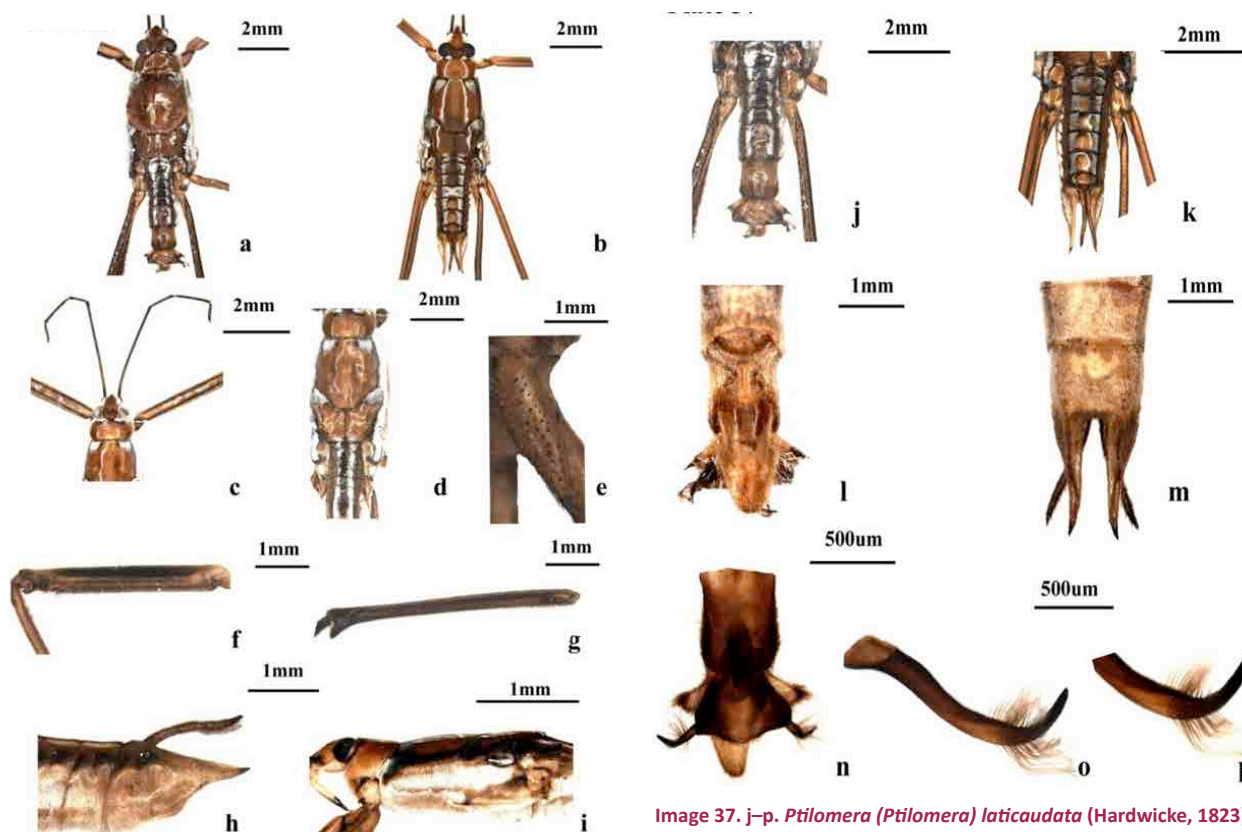 2mm 2mm
a b
2mm 2mm 1mm
c d e
1mm 1mm
f g
1mm 1mm
h i
2mm 2mm
j k
1mm 1mm
l m
500um 500um
n o
Image 37. j–p. Ptilomera (Ptilomera) laticaudata (Hardwicke, 1823